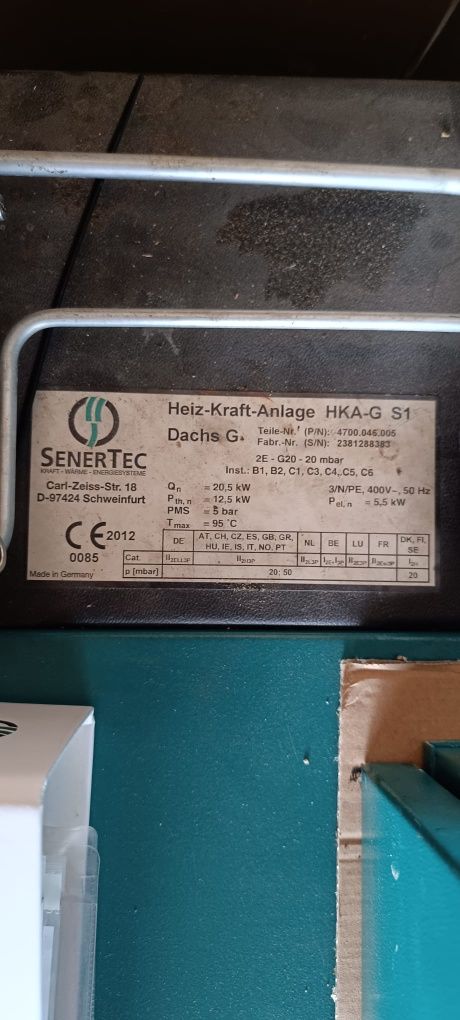 SENERTEC
KRAFT - WÄRME - ENERGIESYSTEME
Carl-Zeiss-Str. 18
D-97424 Schweinfurt
CE 2012
0085
Made in Germany
Heiz-Kraft-Anlage HKA-G S1
Dachs G
Teile-Nr. (P/N): 4700.046.005
Fabr.-Nr. (S/N): 2381288383
2E - G20 - 20 mbar
Inst.: B1, B2, C1, C3, C4, C5, C6
Qn = 20,5 kW
Pth, n = 12,5 kW
PMS = 5 bar
Tmax = 95 °C
3/N/PE, 400V~, 50 Hz
Pel, n = 5,5 kW
DE AT, CH, CZ, ES, GB, GR, HU, IE, IS, IT, NO, PT NL BE LU FR DK, FI, SE
Cat. II2H3P I2H
p [mbar] 20; 50 20